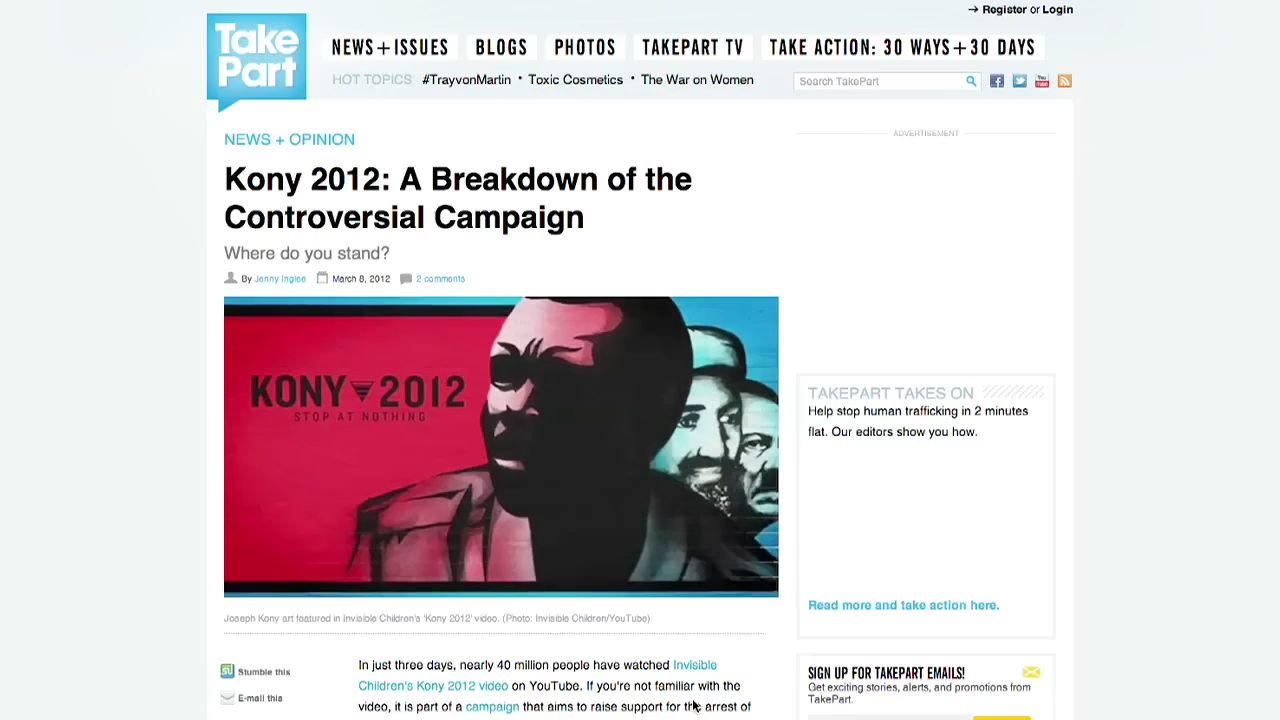 Register or Login
Take
Part
NEWS+ISSUES
BLOGS
PHOTOS
TAKEPART TV
TAKE ACTION: 30 WAYS+30 DAYS
HOT TOPICS #TrayvonMartin • Toxic Cosmetics • The War on Women
Search TakePart
You
Tube
NEWS + OPINION
ADVERTISEMENT
Kony 2012: A Breakdown of the
Controversial Campaign
Where do you stand?
By Jenny Inglee March 8, 2012 2 comments
KONY 2012
STOP AT NOTHING
TAKEPART TAKES ON
Help stop human trafficking in 2 minutes
flat. Our editors show you how.
Read more and take action here.
Joseph Kony art featured in Invisible Children's 'Kony 2012' video. (Photo: Invisible Children/YouTube)
Stumble this
E-mail this
In just three days, nearly 40 million people have watched Invisible
Children's Kony 2012 video on YouTube. If you're not familiar with the
video, it is part of a campaign that aims to raise support for the arrest of
SIGN UP FOR TAKEPART EMAILS!
Get exciting stories, alerts, and promotions from
TakePart.